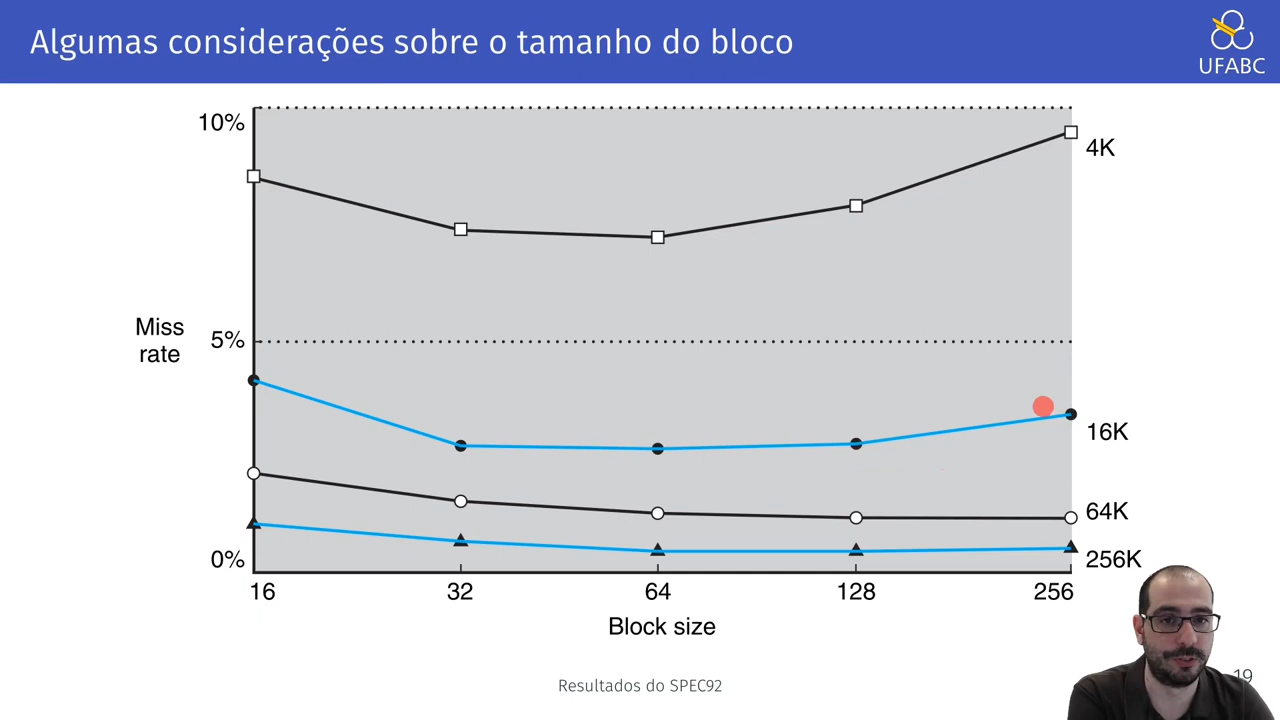 Algumas considerações sobre o tamanho do bloco
UFABC
10%
4K
Miss
rate
5%
16K
64K
0%
256K
16
32
64
128
256
Block size
Resultados do SPEC92
19